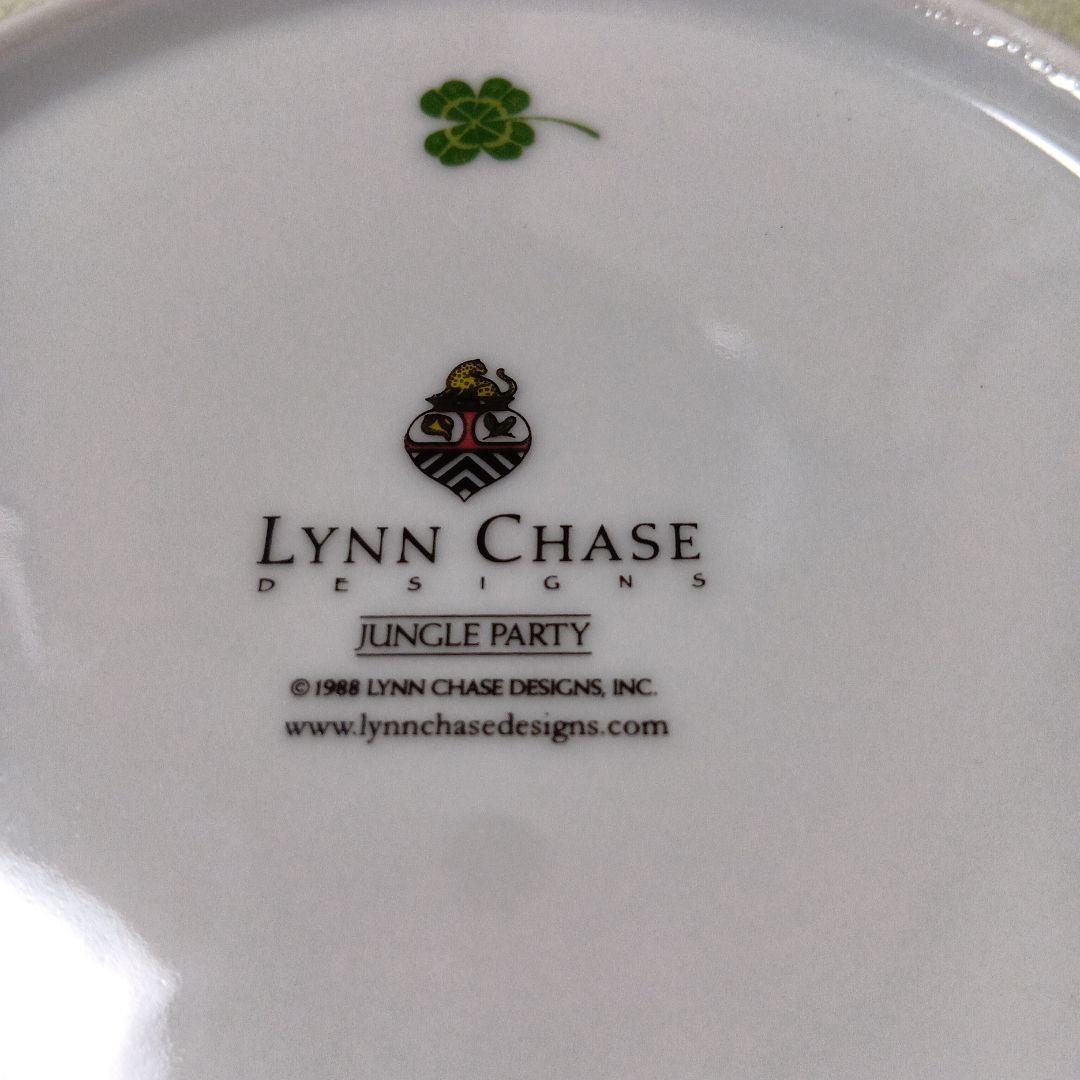 LYNN CHASE
DESIGNS
JUNGLE PARTY
©1988 LYNN CHASE DESIGNS, INC.
www.lynnchasedesigns.com